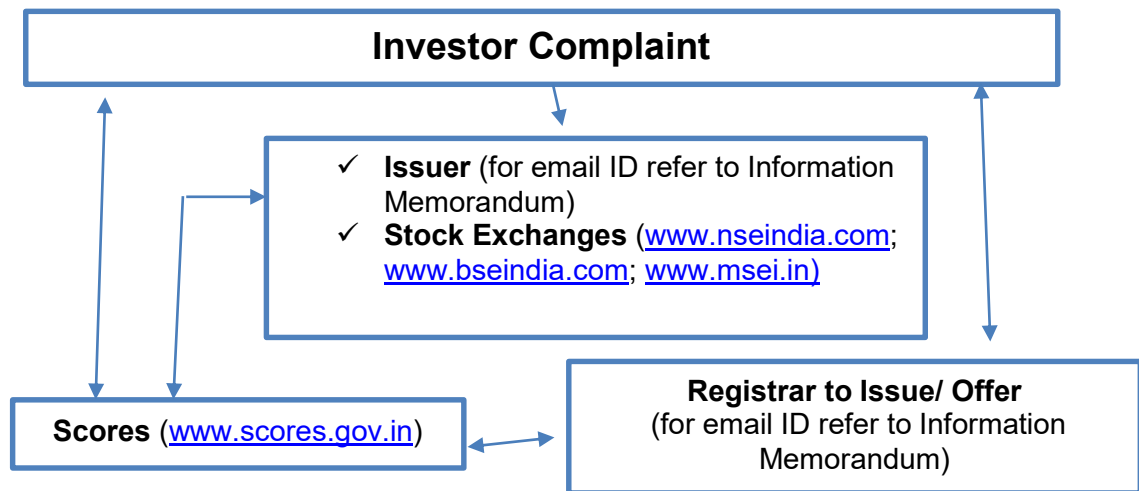 Investor Complaint
✓ Issuer (for email ID refer to Information
Memorandum)
✓ Stock Exchanges (www.nseindia.com;
www.bseindia.com; www.msei.in)
Registrar to Issue/ Offer
(for email ID refer to Information
Memorandum)
Scores (www.scores.gov.in)